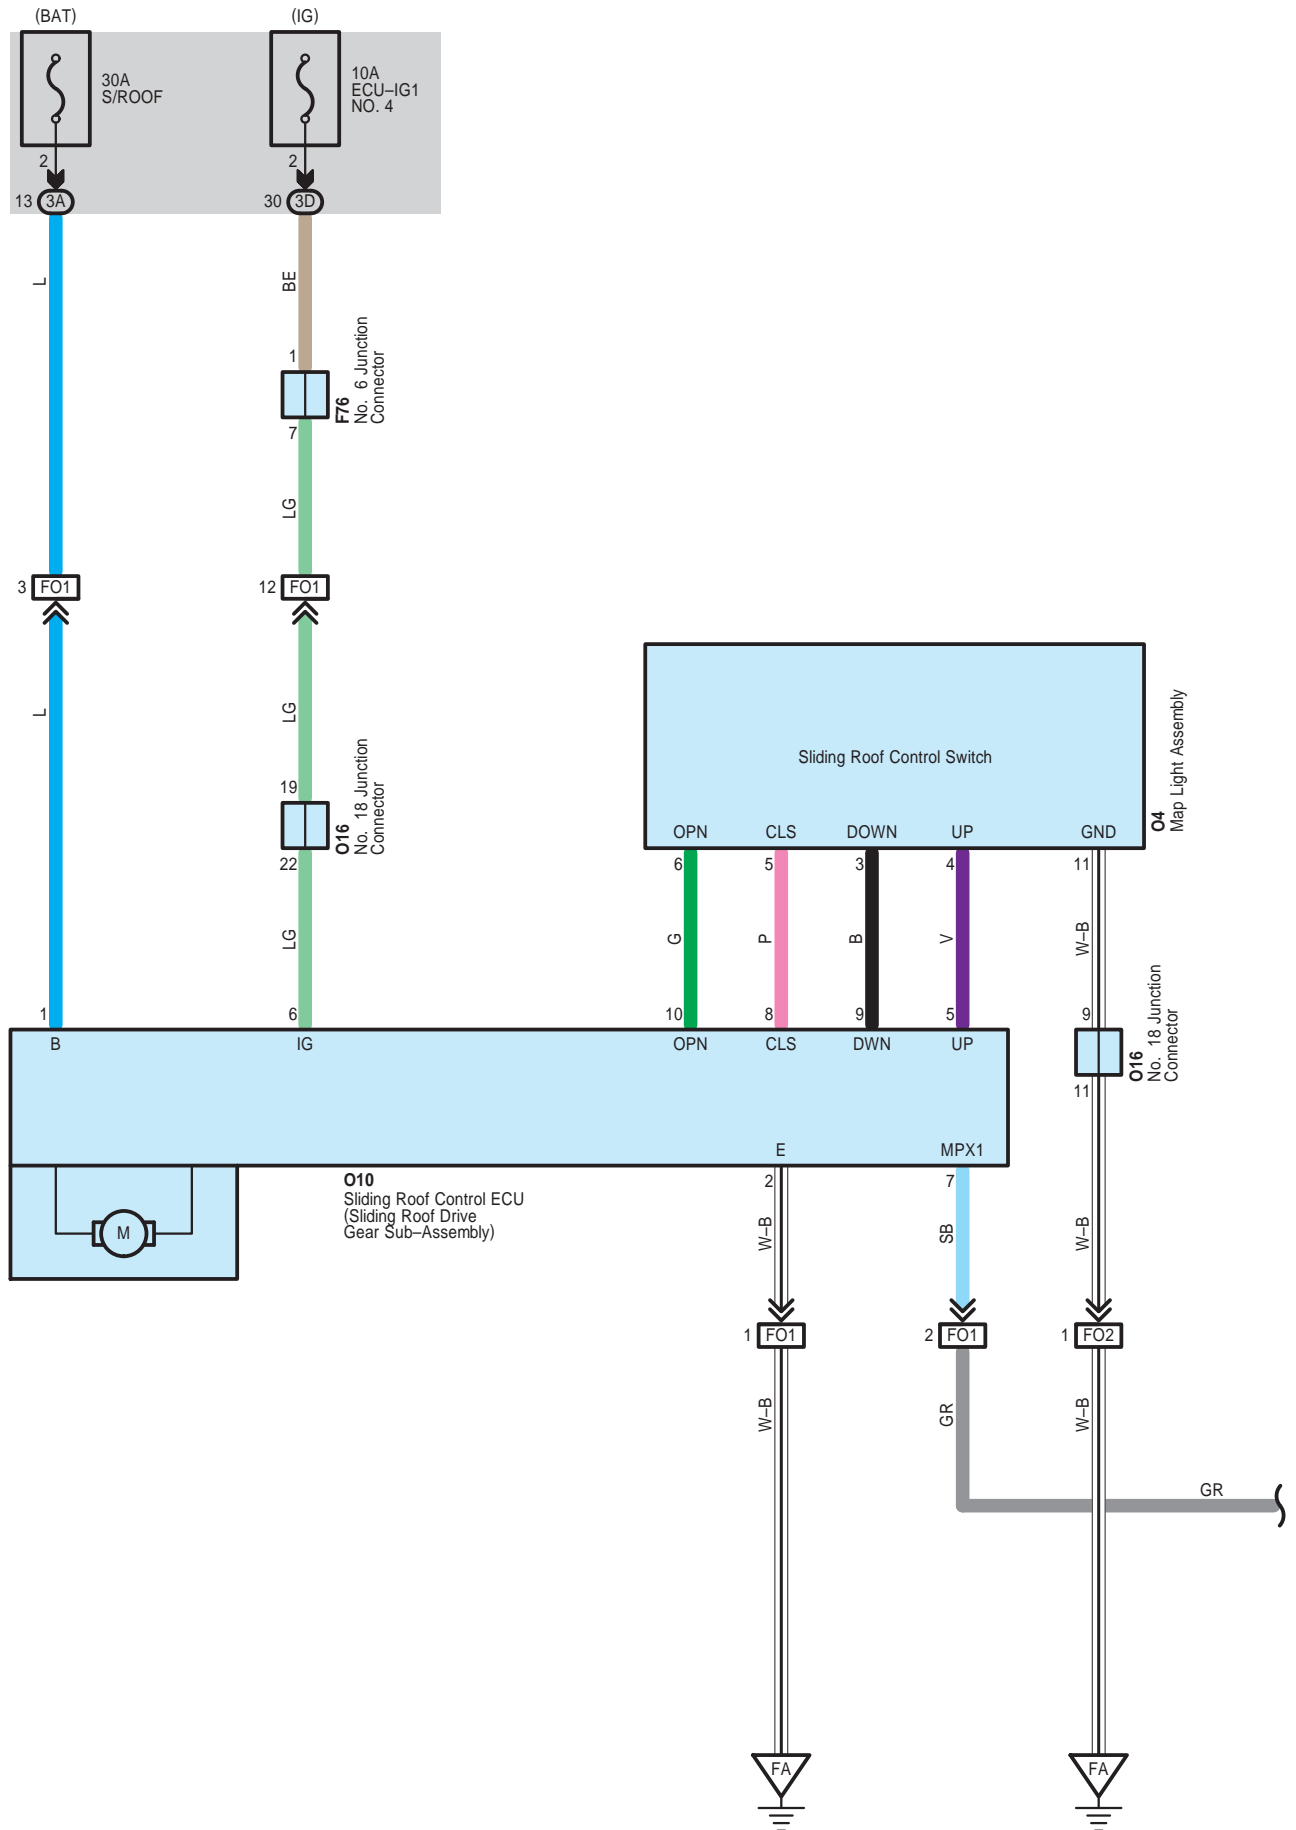 (BAT)
(IG)
30A
S/ROOF
10A
ECU–IG1
NO. 4
2
2
13
3A
30
3D
L
BE
1
F76
No. 6 Junction
Connector
7
LG
3
FO1
12
FO1
L
LG
19
O16
No. 18 Junction
Connector
22
LG
Sliding Roof Control Switch
O4
Map Light Assembly
OPN
CLS
DOWN
UP
GND
6
5
3
4
11
G
P
B
V
W–B
1
6
10
8
9
5
9
O16
No. 18 Junction
Connector
11
B
IG
OPN
CLS
DWN
UP
E
MPX1
O10
Sliding Roof Control ECU
(Sliding Roof Drive
Gear Sub–Assembly)
M
2
7
W–B
SB
W–B
1
FO1
2
FO1
1
FO2
W–B
GR
W–B
GR
FA
FA